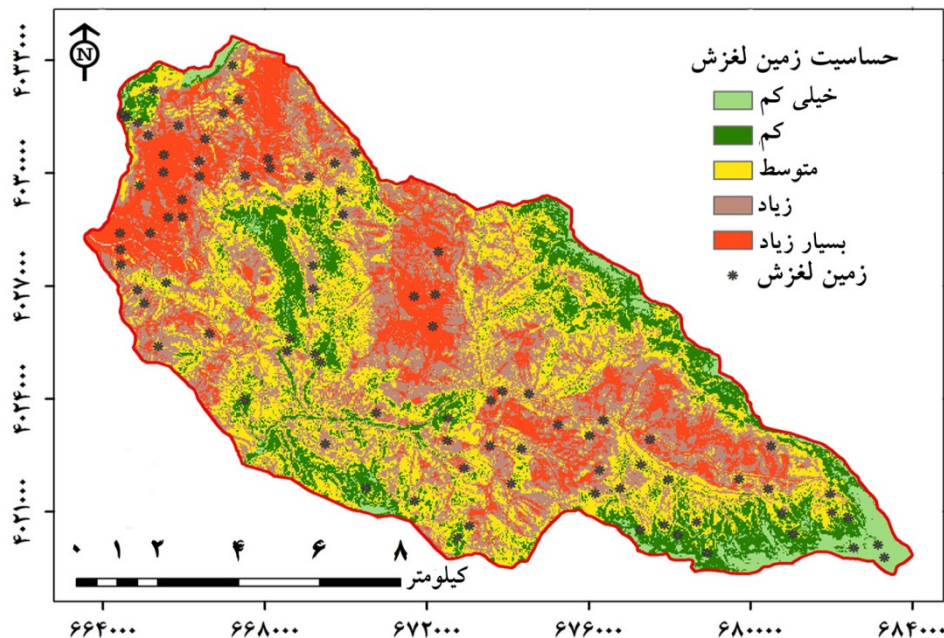 N
حساسیت زمین لغزش
خیلی کم
کم
متوسط
زیاد
بسیار زیاد
زمین لغزش
۴۰۳۳۰۰۰
۴۰۳۰۰۰۰
۴۰۲۷۰۰۰
۴۰۲۴۰۰۰
۴۰۲۱۰۰۰
۰ ۱ ۲ ۴ ۶ ۸
کیلومتر
۶۶۴۰۰۰ ۶۶۸۰۰۰ ۶۷۲۰۰۰ ۶۷۶۰۰۰ ۶۸۰۰۰۰ ۶۸۴۰۰۰